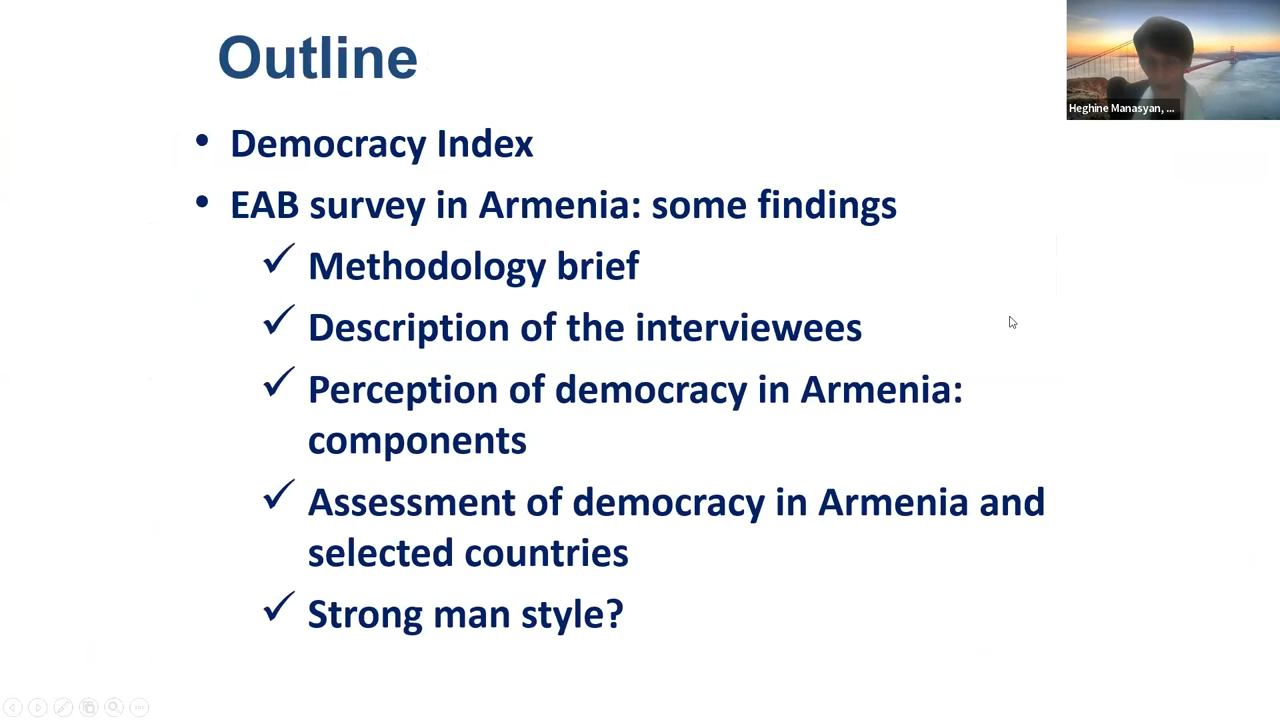 Outline
• Democracy Index
• EAB survey in Armenia: some findings
✓ Methodology brief
✓ Description of the interviewees
✓ Perception of democracy in Armenia:
components
✓ Assessment of democracy in Armenia and
selected countries
✓ Strong man style?
Heghine Manasyan, ...